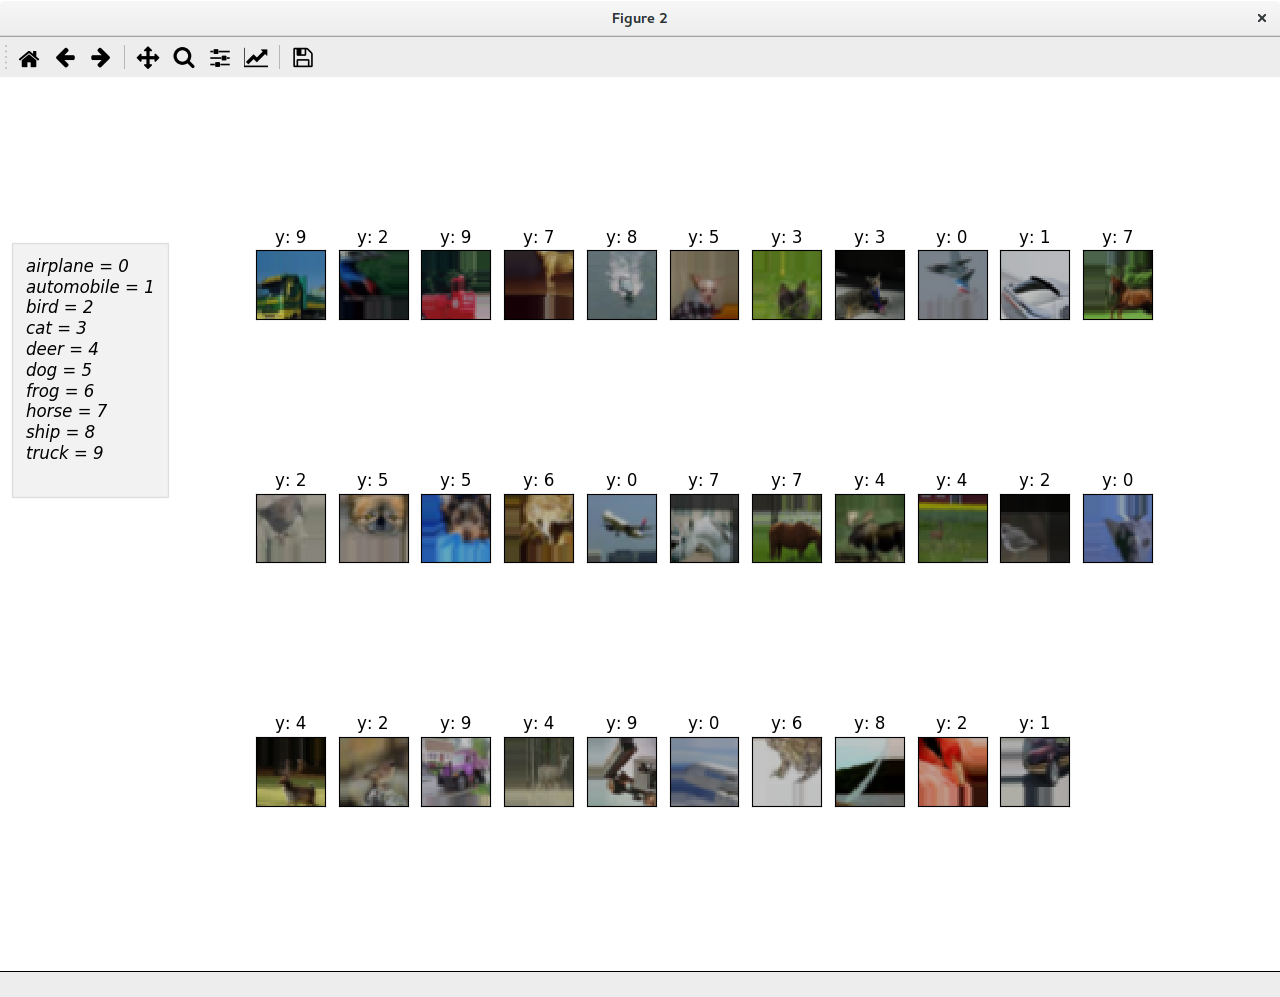 Figure 2
y: 9 y: 2 y: 9 y: 7 y: 8 y: 5 y: 3 y: 3 y: 0 y: 1 y: 7
airplane = 0
automobile = 1
bird = 2
cat = 3
deer = 4
dog = 5
frog = 6
horse = 7
ship = 8
truck = 9
y: 2 y: 5 y: 5 y: 6 y: 0 y: 7 y: 7 y: 4 y: 4 y: 2 y: 0
y: 4 y: 2 y: 9 y: 4 y: 9 y: 0 y: 6 y: 8 y: 2 y: 1